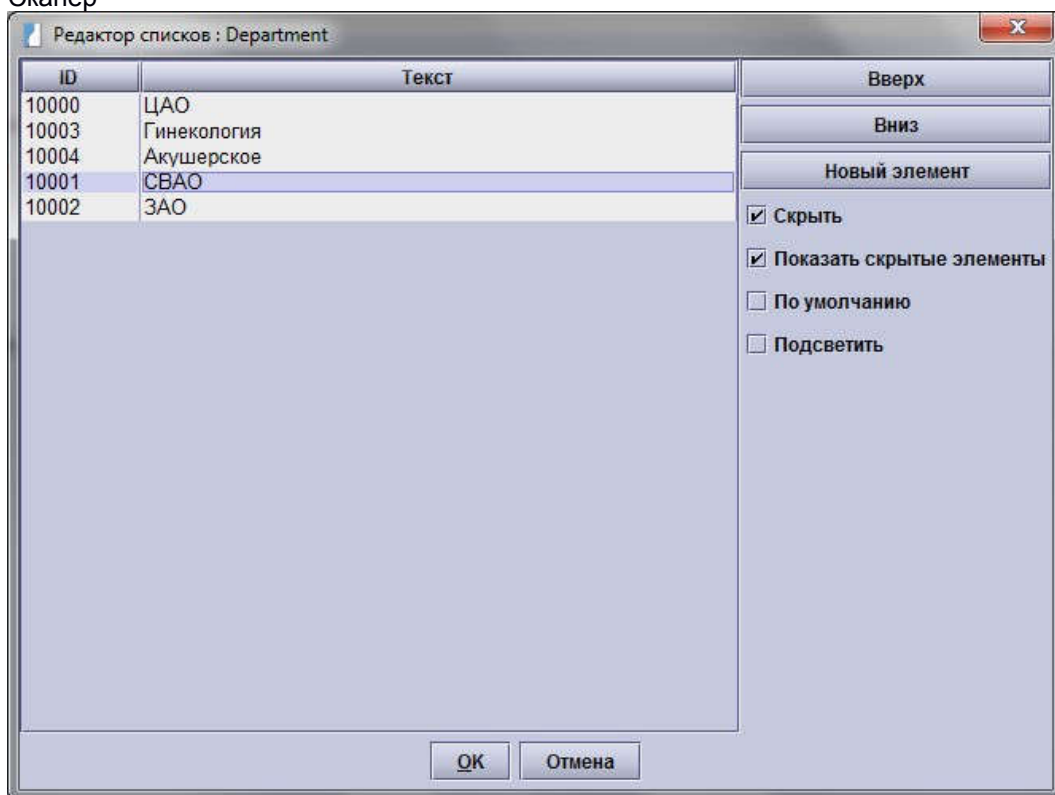 Сканер
Редактор списков : Department
ID Текст
10000 ЦАО
10003 Гинекология
10004 Акушерское
10001 СВАО
10002 ЗАО
Вверх
Вниз
Новый элемент
Скрыть
Показать скрытые элементы
По умолчанию
Подсветить
OK Отмена